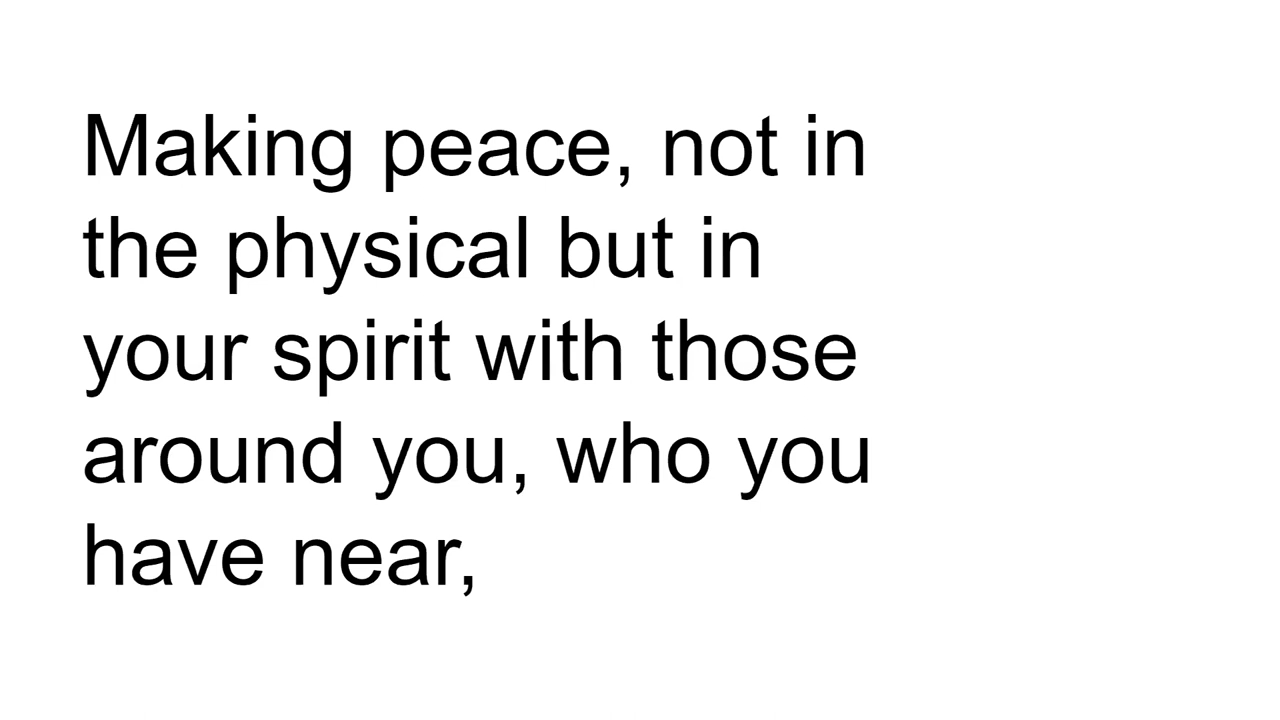 Making peace, not in
the physical but in
your spirit with those
around you, who you
have near,